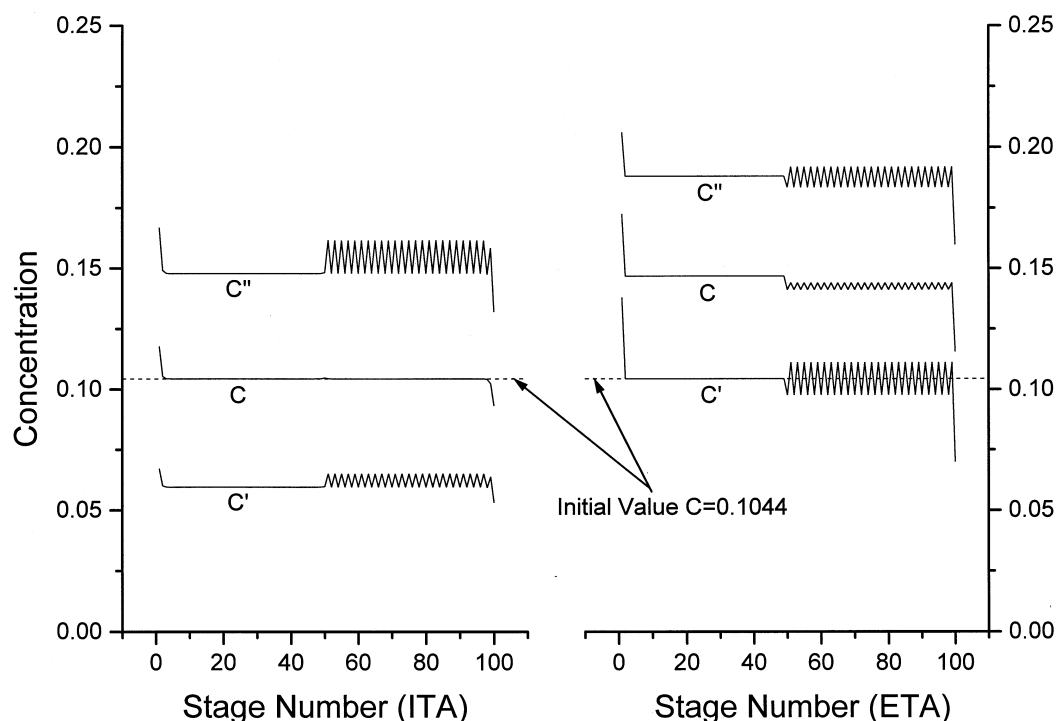 0.25
0.20
0.15
0.10
0.05
0.00
Concentration
C"
C
C'
0 20 40 60 80 100
Stage Number (ITA)
Initial Value C=0.1044
0.25
0.20
0.15
0.10
0.05
0.00
C"
C
C'
0 20 40 60 80 100
Stage Number (ETA)